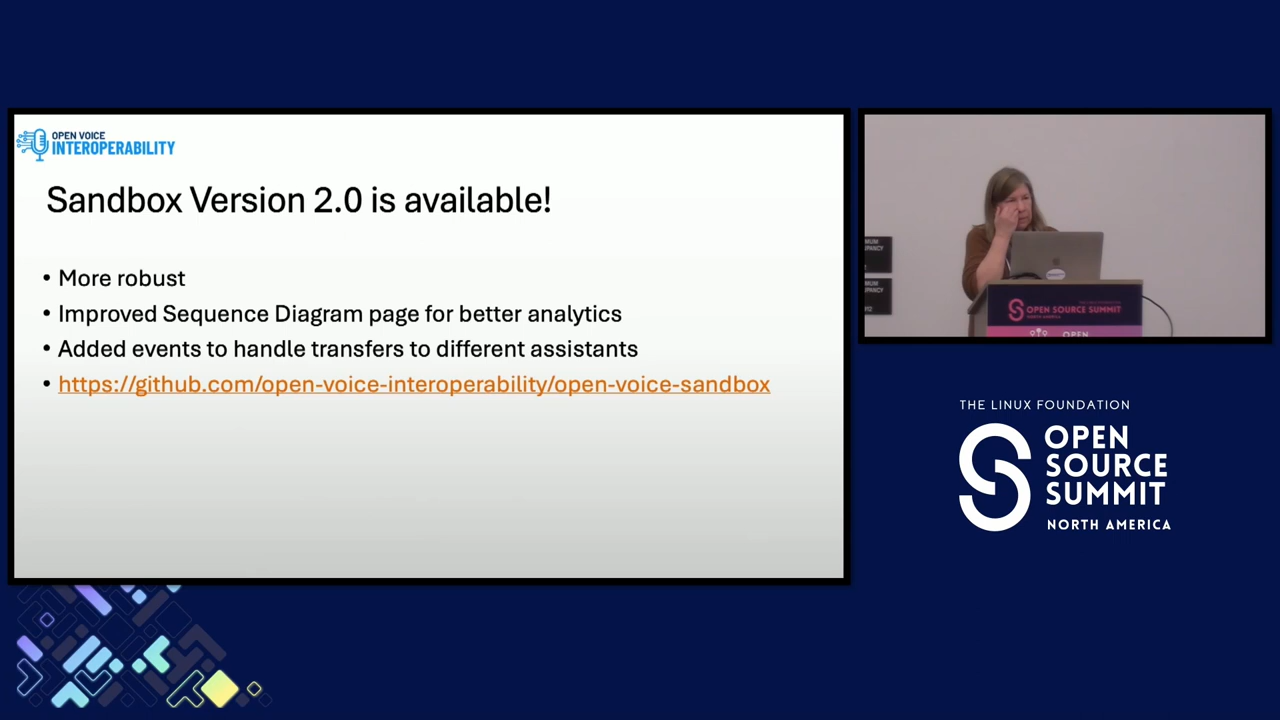 OPEN VOICE
INTEROPERABILITY
Sandbox Version 2.0 is available!
• More robust
• Improved Sequence Diagram page for better analytics
• Added events to handle transfers to different assistants
• https://github.com/open-voice-interoperability/open-voice-sandbox
OPEN SOURCE SUMMIT
OPEN
THE LINUX FOUNDATION
OPEN
SOURCE
SUMMIT
NORTH AMERICA